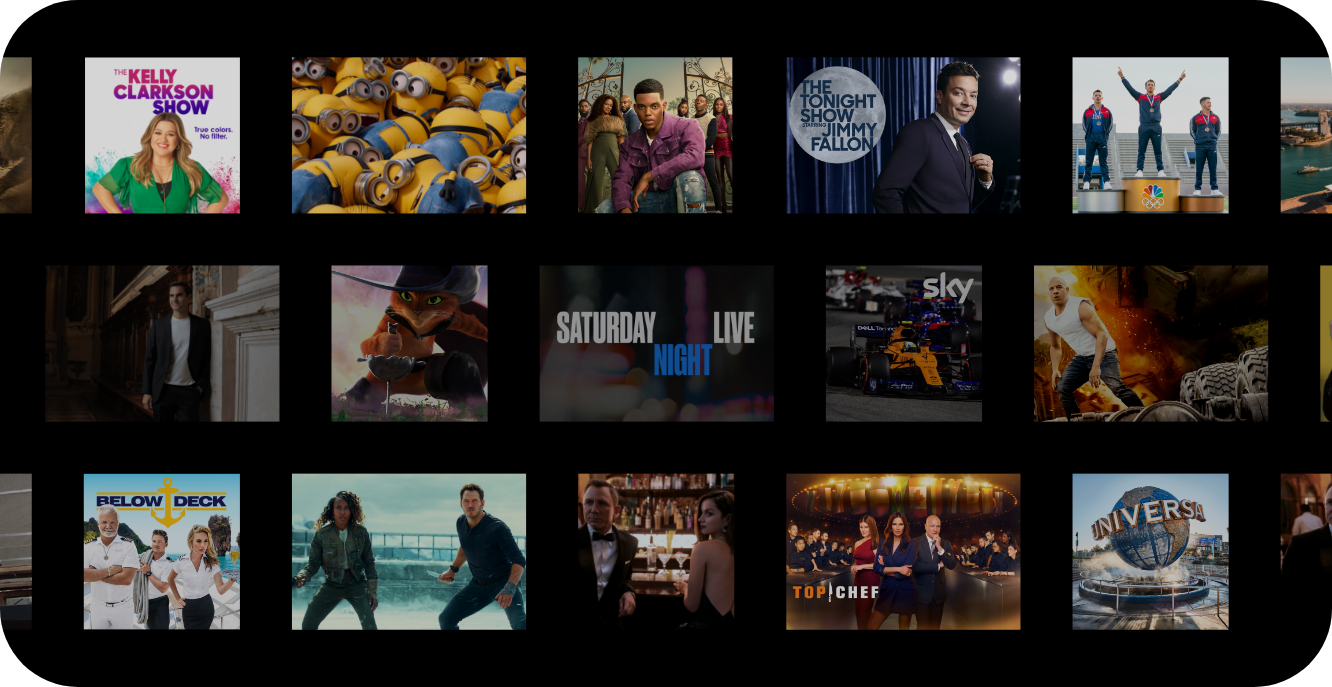 THE
KELLY
CLARKSON
SHOW
True colors.
No filter.
THE
TONIGHT
SHOW
STARRING
JIMMY
FALLON
SATURDAY LIVE
NIGHT
sky
DELL
BELOW DECK
TOP CHEF
UNIVERSAL